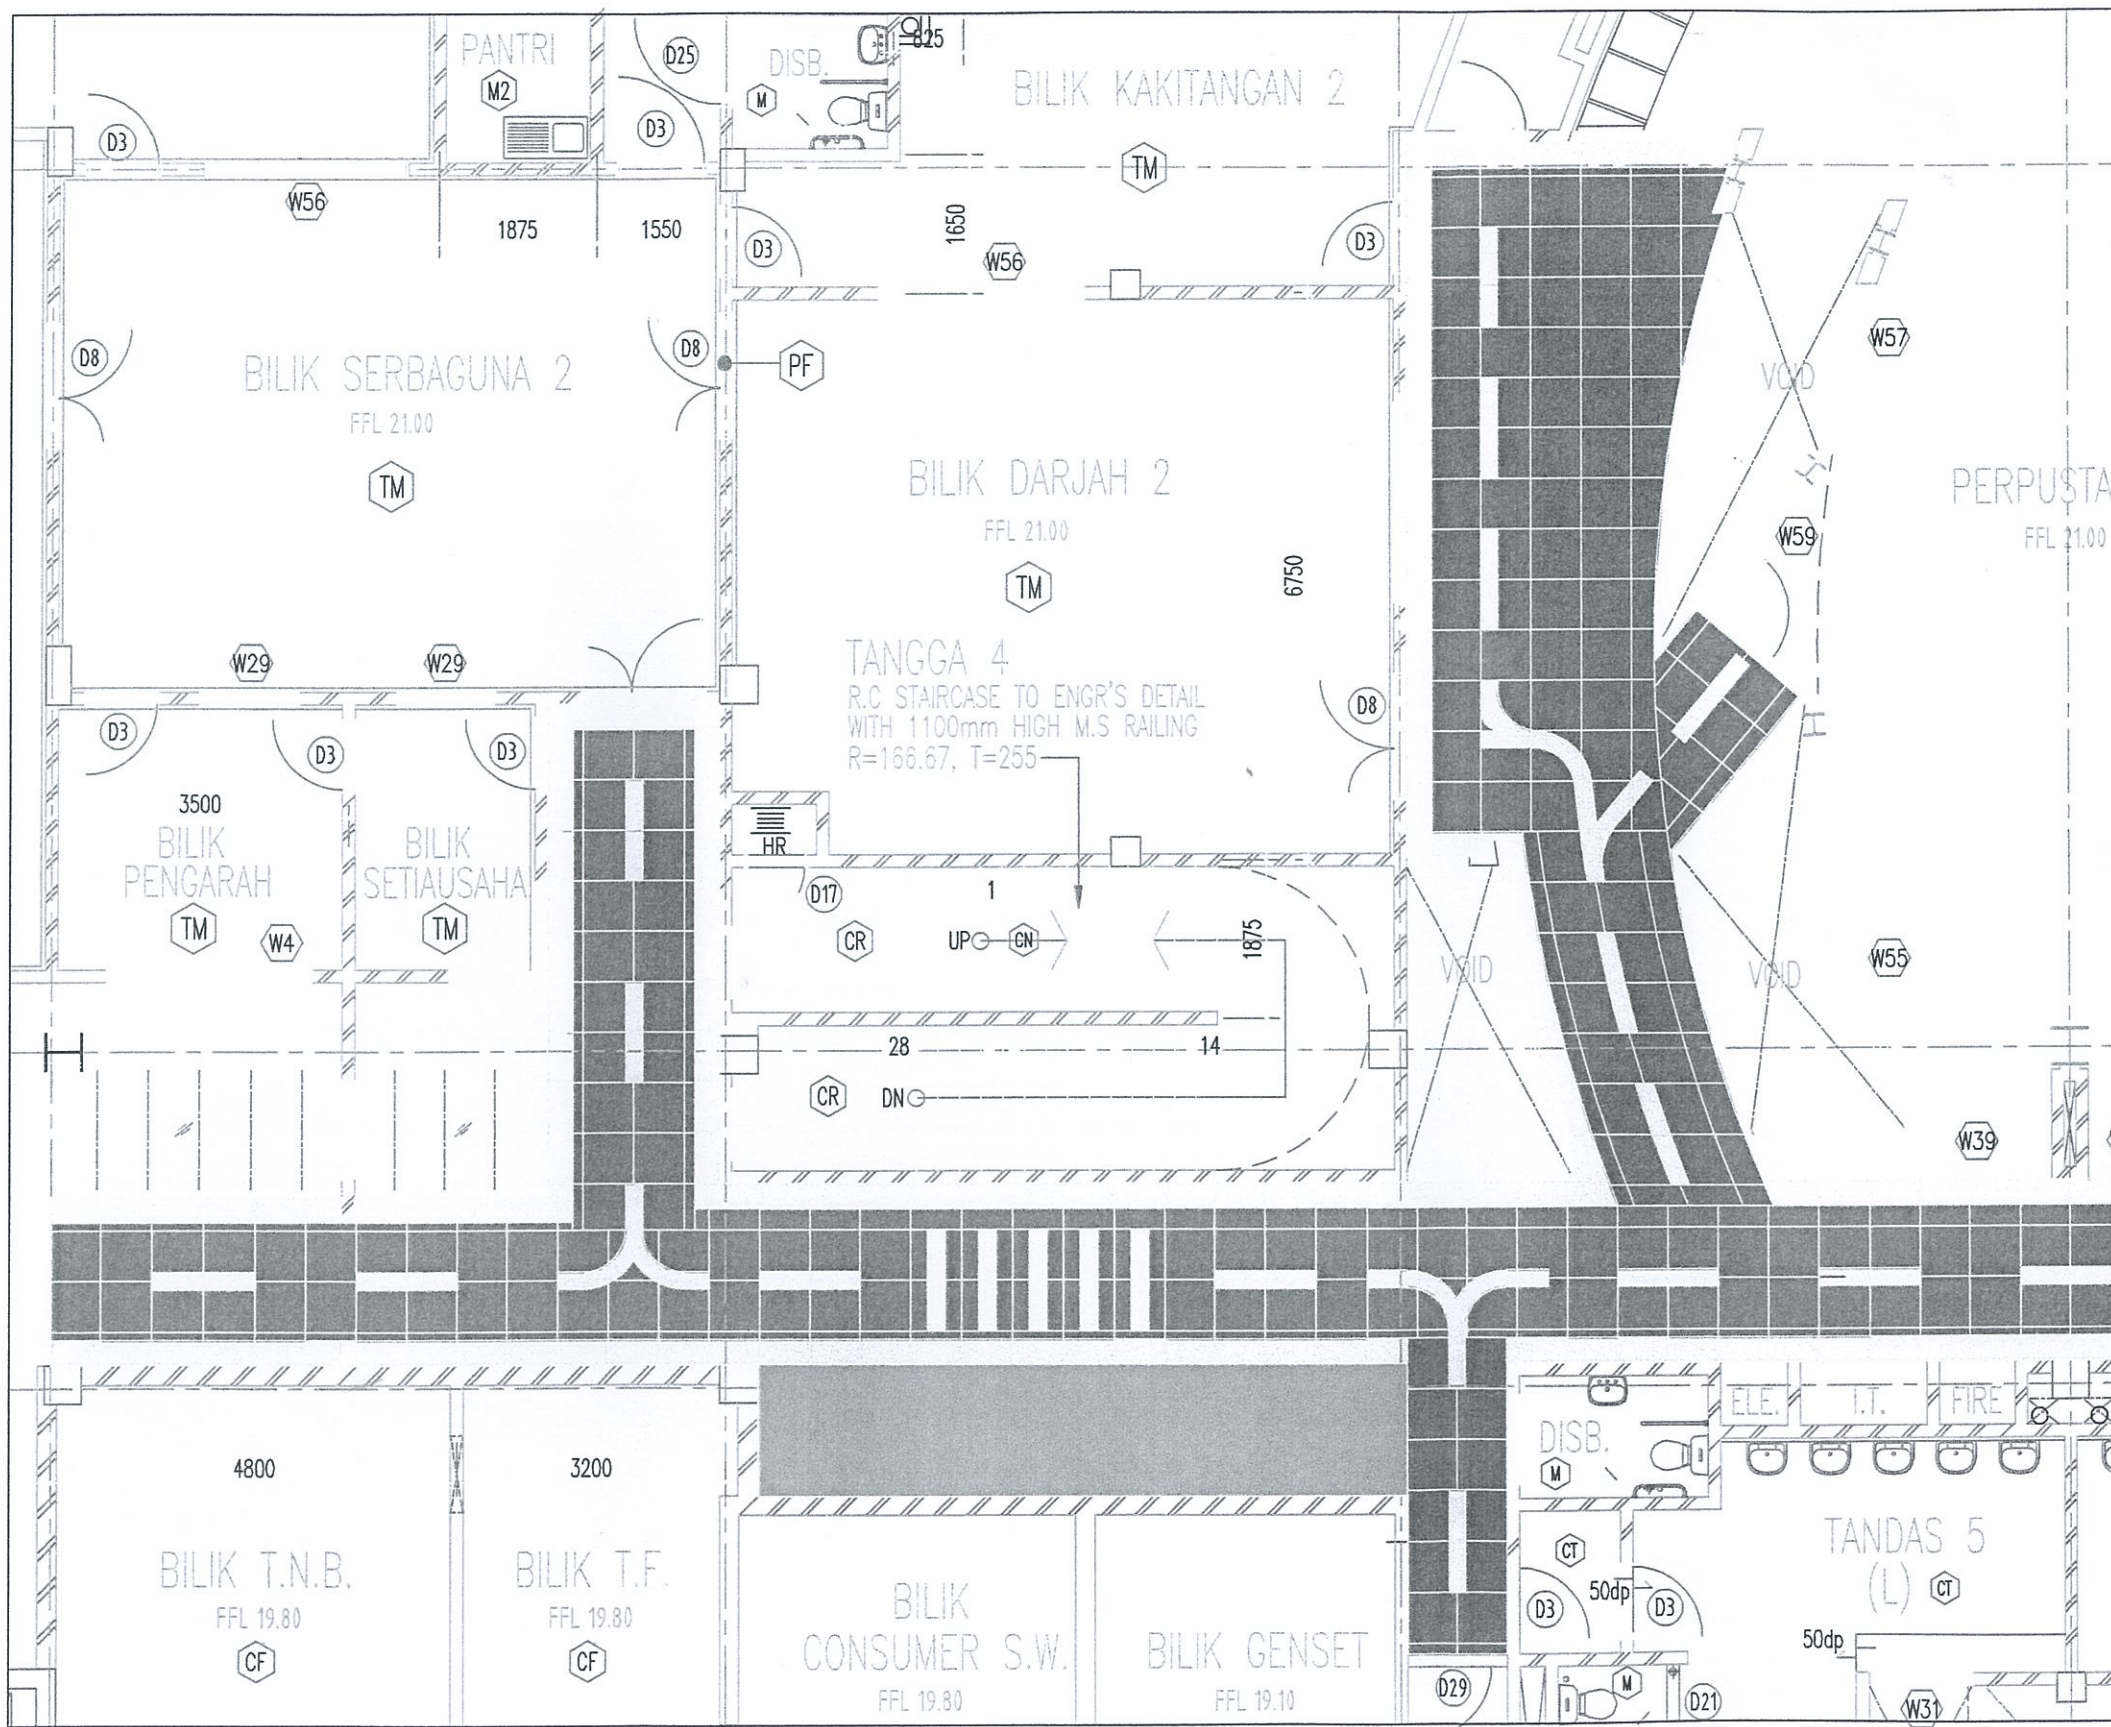 PANTRI
M2
D25
D3
D3
DISB.
M
825
BILIK KAKITANGAN 2
TM
W56
1875
1550
D3
1650
W56
D3
D8
BILIK SERBAGUNA 2
FFL 21.00
TM
D8
PF
BILIK DARJAH 2
FFL 21.00
TM
6750
W57
VOID
W59
PERPUSTA
FFL 21.00
W29
W29
TANGGA 4
R.C STAIRCASE TO ENGR'S DETAIL
WITH 1100mm HIGH M.S RAILING
R=166.67, T=255
D8
D3
D3
D3
3500
BILIK
PENGARAH
TM
W4
BILIK
SETIAUSAHA
TM
HR
D17
1
CR
UP
CN
1875
28
14
CR
DN
VOID
VOID
W55
W39
4800
3200
BILIK T.N.B.
FFL 19.80
CF
BILIK T.F.
FFL 19.80
CF
BILIK
CONSUMER S.W.
FFL 19.80
BILIK GENSET
FFL 19.10
DISB.
M
ELE.
I.T.
FIRE
CT
50dp
D3
D3
TANDAS 5
(L)
CT
50dp
D29
M
D21
W31